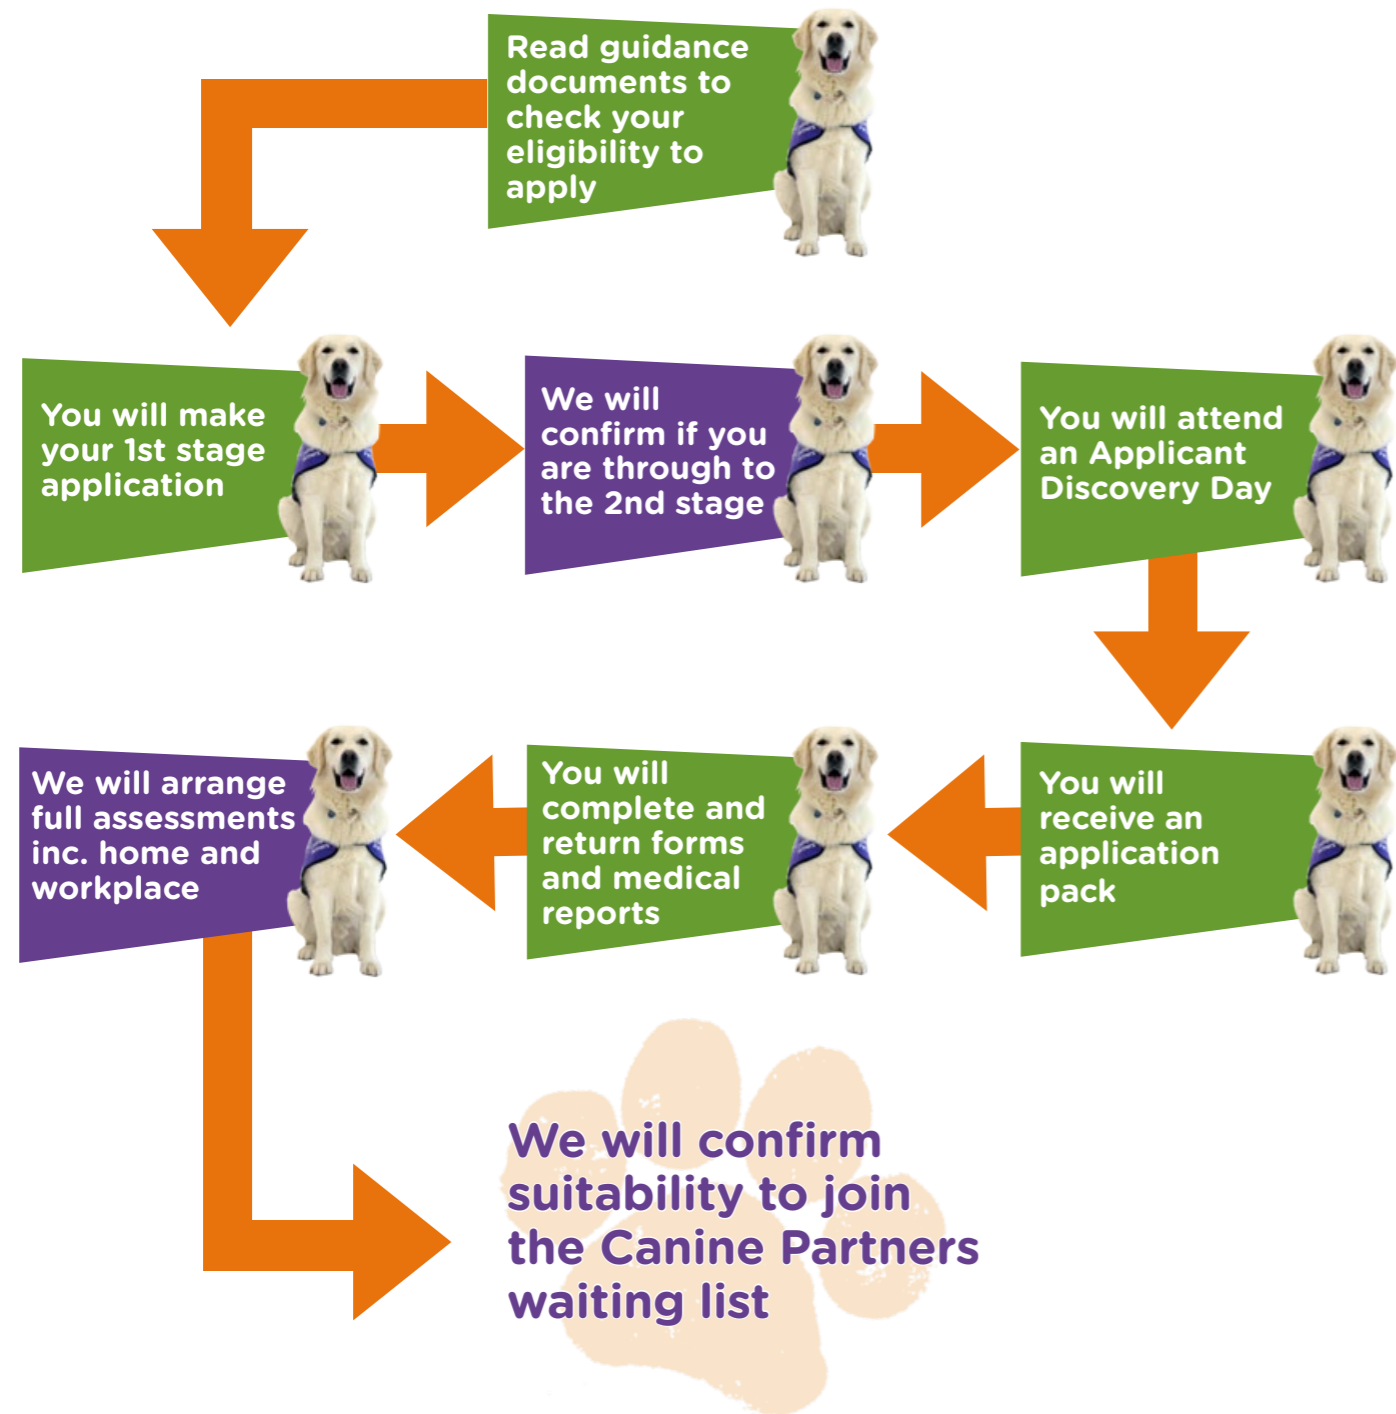 Read guidance
documents to
check your
eligibility to
apply
You will make
your 1st stage
application
We will
confirm if you
are through to
the 2nd stage
You will attend
an Applicant
Discovery Day
You will
receive an
application
pack
You will
complete and
return forms
and medical
reports
We will arrange
full assessments
inc. home and
workplace
We will confirm
suitability to join
the Canine Partners
waiting list